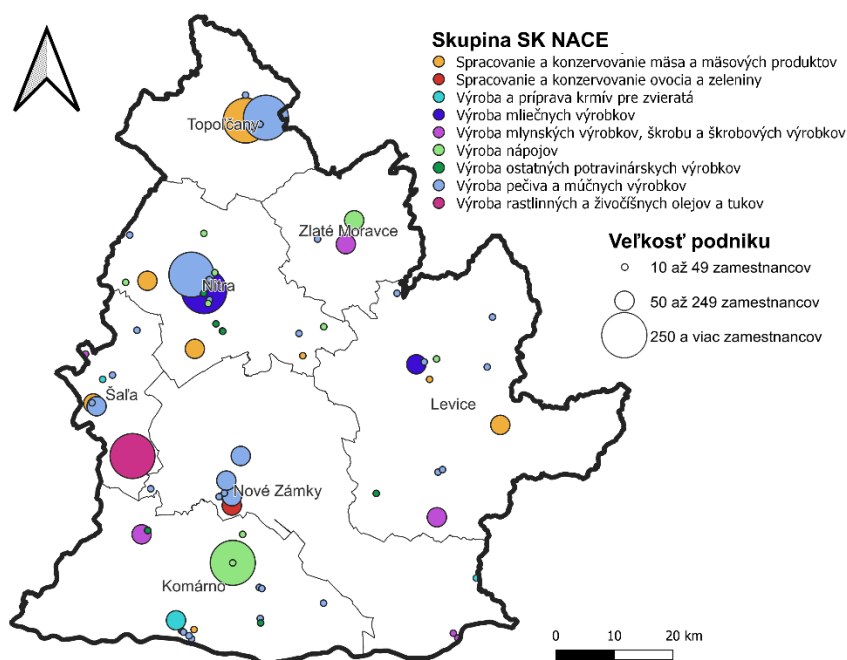 Skupina SK NACE
Spracovanie a konzervovanie mäsa a mäsových produktov
Spracovanie a konzervovanie ovocia a zeleniny
Výroba a príprava krmív pre zvieratá
Výroba mliečnych výrobkov
Výroba mlynských výrobkov, škrobu a škrobových výrobkov
Výroba nápojov
Výroba ostatných potravinárskych výrobkov
Výroba pečiva a múčnych výrobkov
Výroba rastlinných a živočíšnych olejov a tukov
Veľkosť podniku
10 až 49 zamestnancov
50 až 249 zamestnancov
250 a viac zamestnancov
Topoľčany
Zlaté Moravce
Nitra
Šaľa
Levice
Nové Zámky
Komárno
0 10 20 km